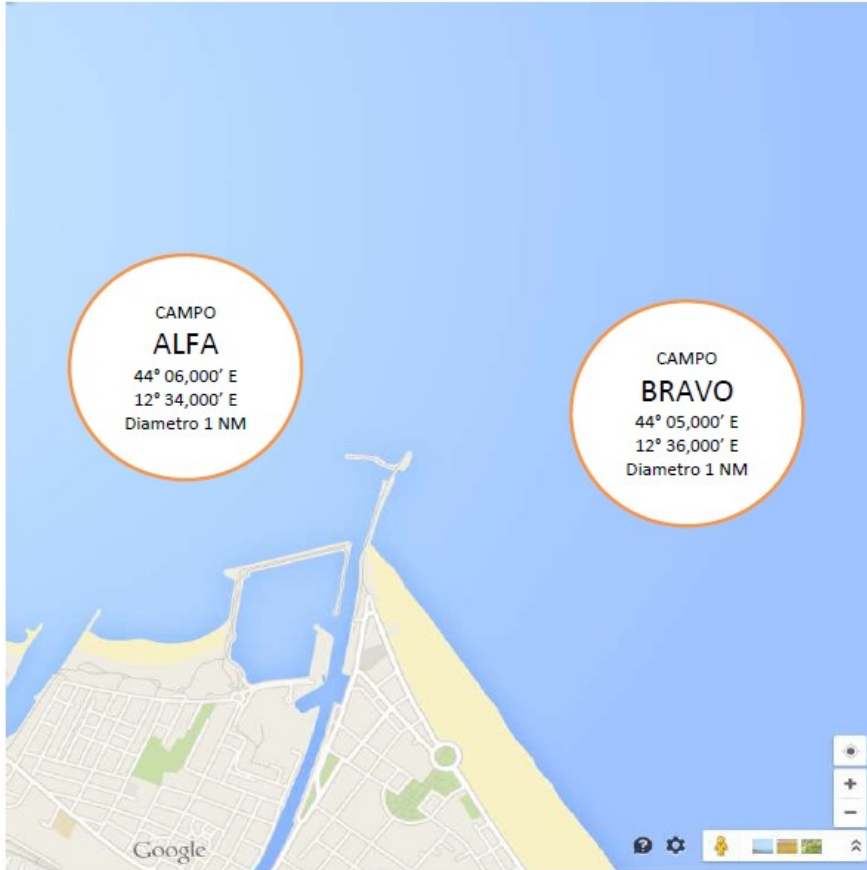 CAMPO
ALFA
44° 06,000’ E
12° 34,000’ E
Diametro 1 NM
CAMPO
BRAVO
44° 05,000’ E
12° 36,000’ E
Diametro 1 NM
Google